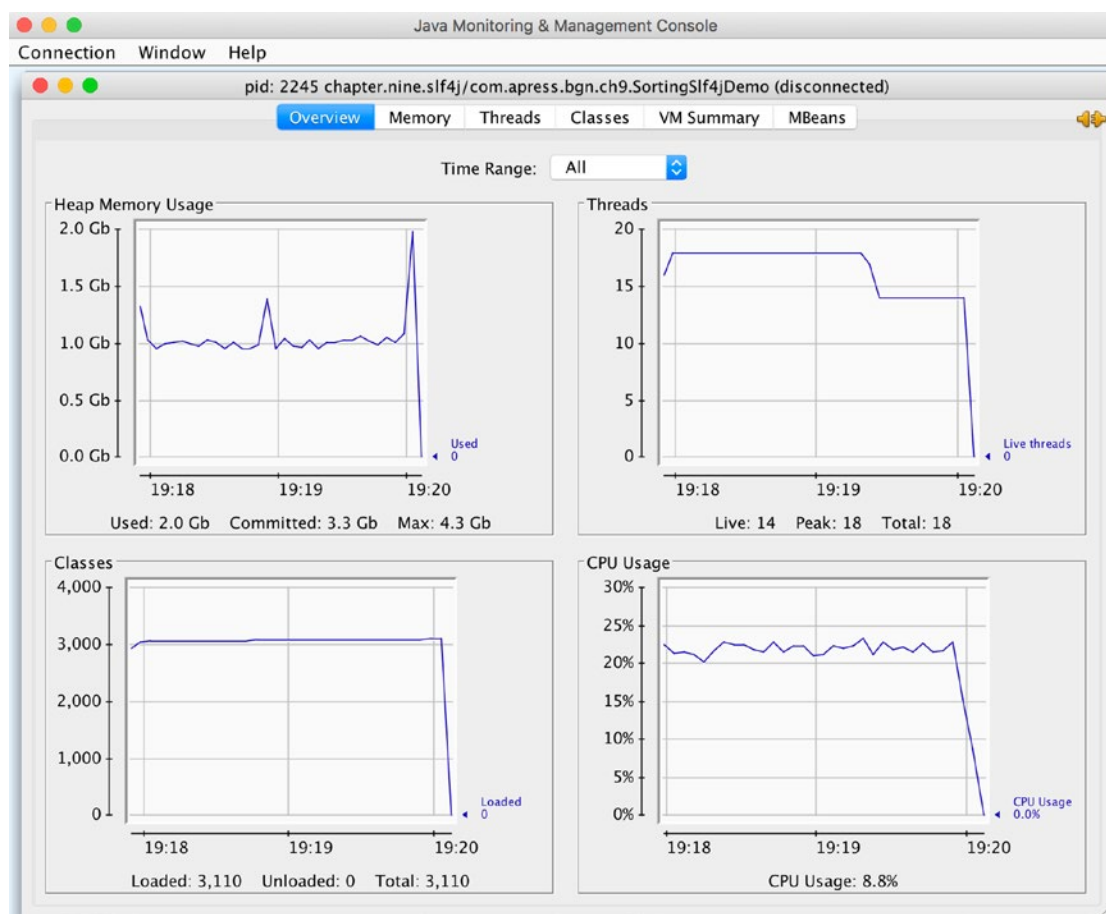 Java Monitoring & Management Console
Connection Window Help
pid: 2245 chapter.nine.slf4j/com.apress.bgn.ch9.SortingSlf4jDemo (disconnected)
Overview Memory Threads Classes VM Summary MBeans
Time Range: All
Heap Memory Usage
2.0 Gb
1.5 Gb
1.0 Gb
0.5 Gb
0.0 Gb
Used
0
19:18 19:19 19:20
Used: 2.0 Gb Committed: 3.3 Gb Max: 4.3 Gb
Threads
20
15
10
5
0
Live threads
0
19:18 19:19 19:20
Live: 14 Peak: 18 Total: 18
Classes
4,000
3,000
2,000
1,000
0
Loaded
0
19:18 19:19 19:20
Loaded: 3,110 Unloaded: 0 Total: 3,110
CPU Usage
30%
25%
20%
15%
10%
5%
0%
CPU Usage
0.0%
19:18 19:19 19:20
CPU Usage: 8.8%